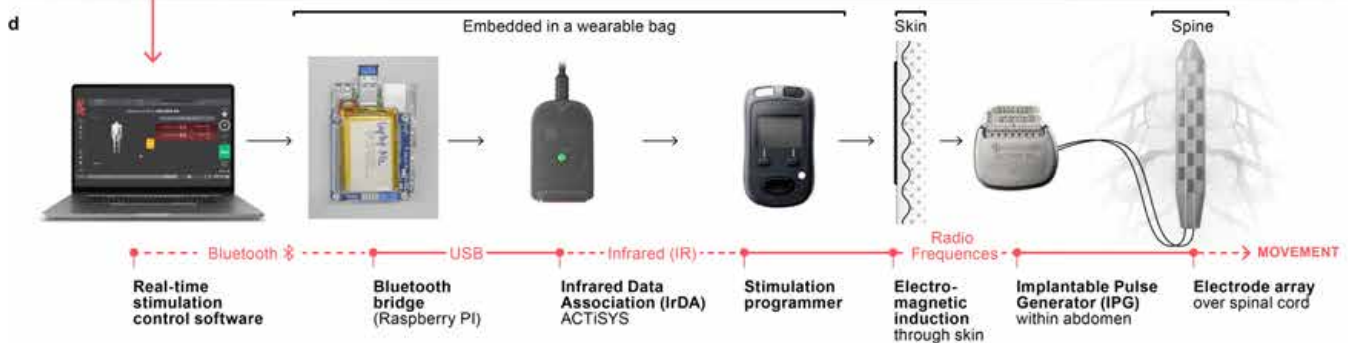 d
Embedded in a wearable bag
Skin
Spine
Bluetooth
USB
Infrared (IR)
Radio
Frequences
MOVEMENT
Real-time
stimulation
control software
Bluetooth
bridge
(Raspberry PI)
Infrared Data
Association (IrDA)
ACTiSYS
Stimulation
programmer
Electro-
magnetic
induction
through skin
Implantable Pulse
Generator (IPG)
within abdomen
Electrode array
over spinal cord